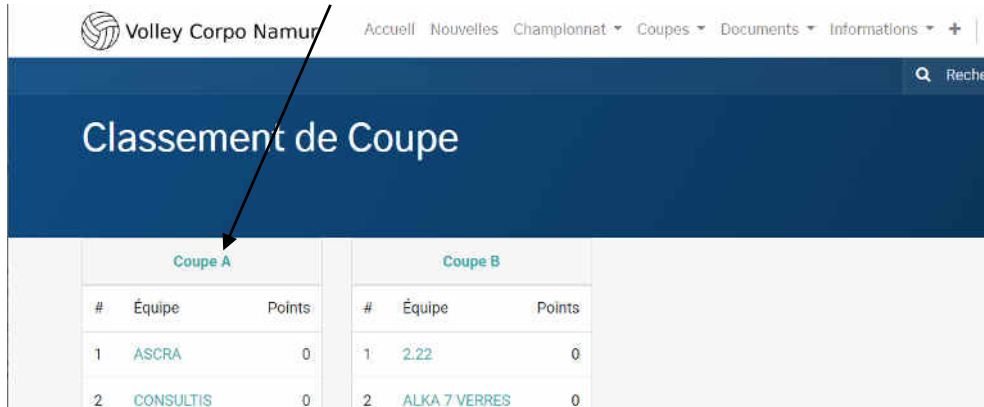 Volley Corpo Namur Accueil Nouvelles Championnat Coupes Documents Informations +
Reche
Classement de Coupe
Coupe A Coupe B
# Équipe Points # Équipe Points
1 ASCRA 0 1 2.22 0
2 CONSULTIS 0 2 ALKA 7 VERRES 0